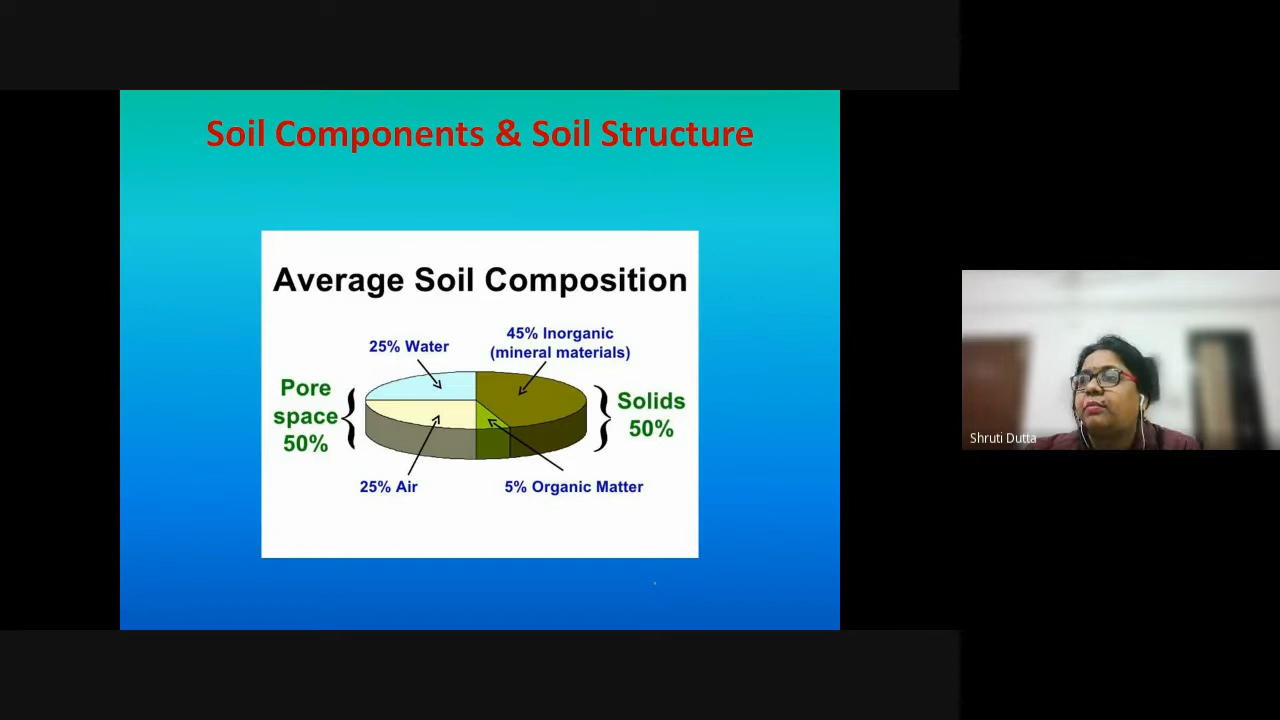 Soil Components & Soil Structure
Average Soil Composition
25% Water
45% Inorganic
(mineral materials)
Pore
space
50%
Solids
50%
25% Air
5% Organic Matter
Shruti Dutta